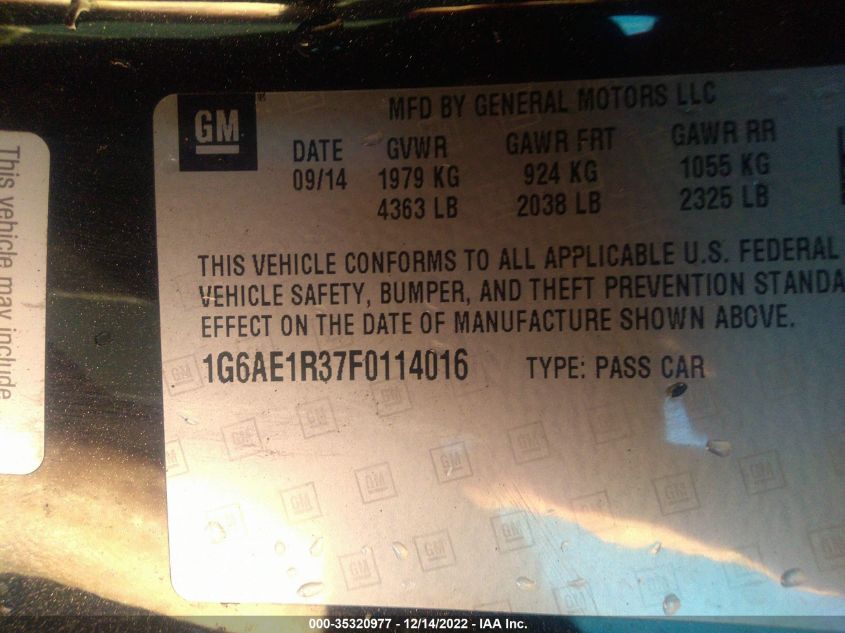 This vehicle may include
GM
MFD BY GENERAL MOTORS LLC
DATE GVWR GAWR FRT GAWR RR
09/14 1979 KG 924 KG 1055 KG
4363 LB 2038 LB 2325 LB
THIS VEHICLE CONFORMS TO ALL APPLICABLE U.S. FEDERAL
VEHICLE SAFETY, BUMPER, AND THEFT PREVENTION STANDA
EFFECT ON THE DATE OF MANUFACTURE SHOWN ABOVE.
1G6AE1R37F0114016 TYPE: PASS CAR
000-35320977 - 12/14/2022 - IAA Inc.